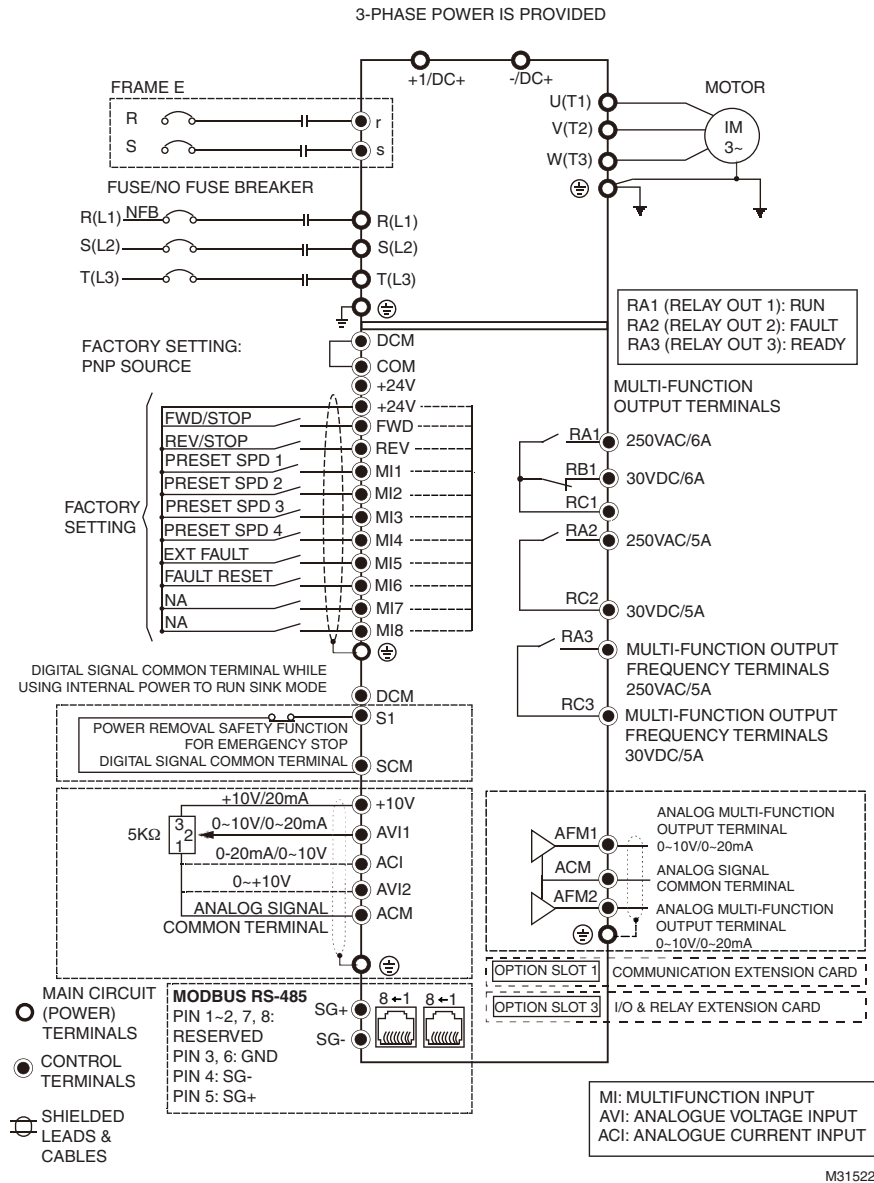 3-PHASE POWER IS PROVIDED
+1/DC+
-/DC+
FRAME E
R
r
S
s
U(T1)
V(T2)
W(T3)
MOTOR
IM
3~
FUSE/NO FUSE BREAKER
R(L1)
NFB
R(L1)
S(L2)
S(L2)
T(L3)
T(L3)
RA1 (RELAY OUT 1): RUN
RA2 (RELAY OUT 2): FAULT
RA3 (RELAY OUT 3): READY
FACTORY SETTING:
PNP SOURCE
DCM
COM
+24V
+24V
FACTORY
SETTING
FWD/STOP
FWD
REV/STOP
REV
PRESET SPD 1
MI1
PRESET SPD 2
MI2
PRESET SPD 3
MI3
PRESET SPD 4
MI4
EXT FAULT
MI5
FAULT RESET
MI6
NA
MI7
NA
MI8
MULTI-FUNCTION
OUTPUT TERMINALS
RA1
250VAC/6A
RB1
30VDC/6A
RC1
RA2
250VAC/5A
RC2
30VDC/5A
RA3
MULTI-FUNCTION OUTPUT
FREQUENCY TERMINALS
250VAC/5A
RC3
MULTI-FUNCTION OUTPUT
FREQUENCY TERMINALS
30VDC/5A
DIGITAL SIGNAL COMMON TERMINAL WHILE
USING INTERNAL POWER TO RUN SINK MODE
DCM
S1
POWER REMOVAL SAFETY FUNCTION
FOR EMERGENCY STOP
DIGITAL SIGNAL COMMON TERMINAL
SCM
+10V/20mA
+10V
5KΩ
3
2
1
0~10V/0~20mA
AVI1
0-20mA/0~10V
ACI
0~+10V
AVI2
ANALOG SIGNAL
COMMON TERMINAL
ACM
AFM1
ANALOG MULTI-FUNCTION
OUTPUT TERMINAL
0~10V/0~20mA
ACM
ANALOG SIGNAL
COMMON TERMINAL
AFM2
ANALOG MULTI-FUNCTION
OUTPUT TERMINAL
0~10V/0~20mA
OPTION SLOT 1
COMMUNICATION EXTENSION CARD
OPTION SLOT 3
I/O & RELAY EXTENSION CARD
MAIN CIRCUIT
(POWER)
TERMINALS
CONTROL
TERMINALS
SHIELDED
LEADS &
CABLES
MODBUS RS-485
PIN 1~2, 7, 8:
RESERVED
PIN 3, 6: GND
PIN 4: SG-
PIN 5: SG+
SG+
SG-
8←1
8←1
MI: MULTIFUNCTION INPUT
AVI: ANALOGUE VOLTAGE INPUT
ACI: ANALOGUE CURRENT INPUT
M31522